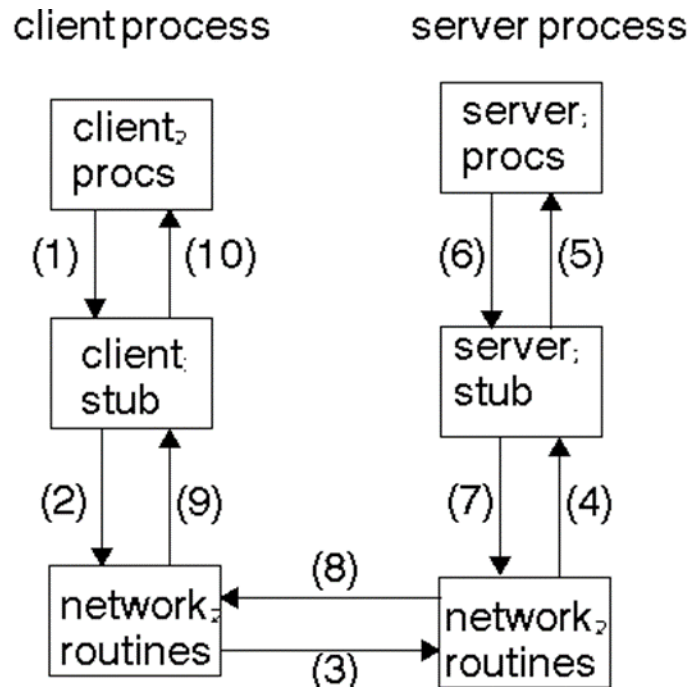 client process
server process
client
procs
server
procs
(1)
(10)
(6)
(5)
client
stub
server
stub
(2)
(9)
(7)
(4)
(8)
network
routines
network
routines
(3)